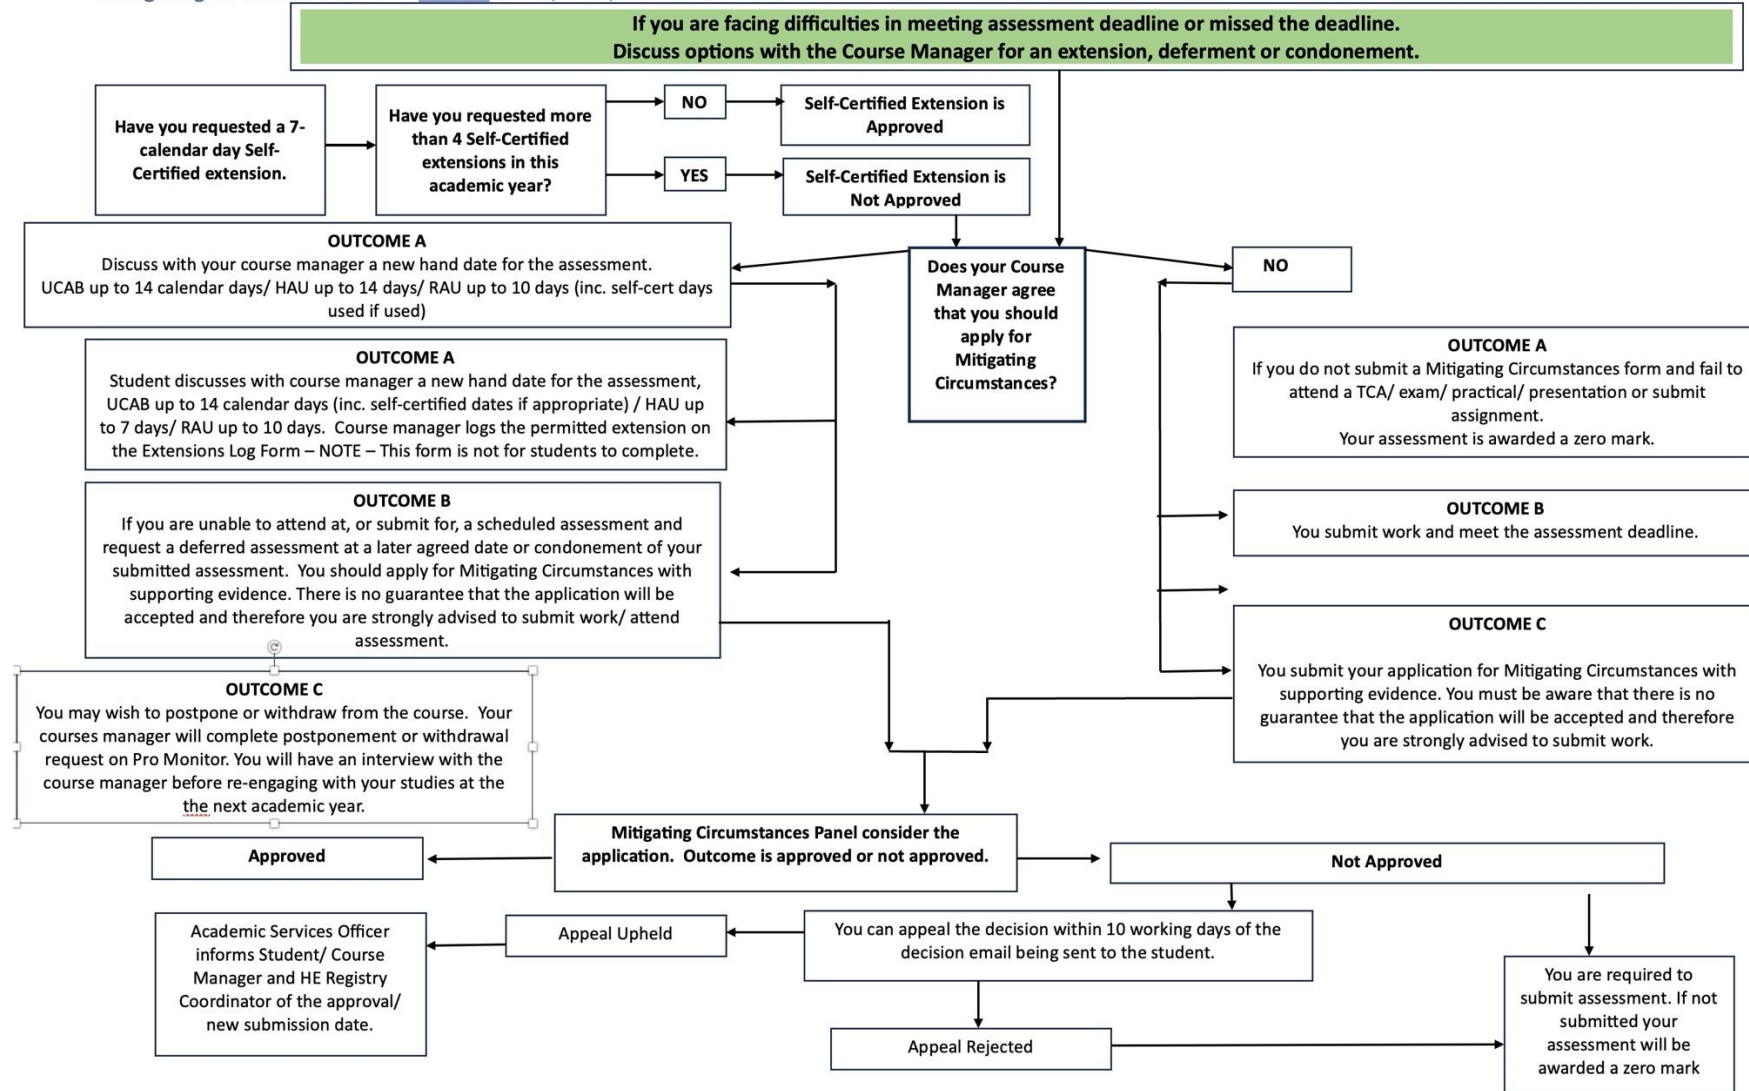 If you are facing difficulties in meeting assessment deadline or missed the deadline.
Discuss options with the Course Manager for an extension, deferment or condonement.
Have you requested a 7-
calendar day Self-
Certified extension.
Have you requested more
than 4 Self-Certified
extensions in this
academic year?
NO
Self-Certified Extension is
Approved
YES
Self-Certified Extension is
Not Approved
OUTCOME A
Discuss with your course manager a new hand date for the assessment.
UCAB up to 14 calendar days/ HAU up to 14 days/ RAU up to 10 days (inc. self-cert days
used if used)
Does your Course
Manager agree
that you should
apply for
Mitigating
Circumstances?
NO
OUTCOME A
Student discusses with course manager a new hand date for the assessment,
UCAB up to 14 calendar days (inc. self-certified dates if appropriate) / HAU up
to 7 days/ RAU up to 10 days. Course manager logs the permitted extension on
the Extensions Log Form – NOTE – This form is not for students to complete.
OUTCOME A
If you do not submit a Mitigating Circumstances form and fail to
attend a TCA/ exam/ practical/ presentation or submit
assignment.
Your assessment is awarded a zero mark.
OUTCOME B
If you are unable to attend at, or submit for, a scheduled assessment and
request a deferred assessment at a later agreed date or condonement of your
submitted assessment. You should apply for Mitigating Circumstances with
supporting evidence. There is no guarantee that the application will be
accepted and therefore you are strongly advised to submit work/ attend
assessment.
OUTCOME B
You submit work and meet the assessment deadline.
OUTCOME C
You submit your application for Mitigating Circumstances with
supporting evidence. You must be aware that there is no
guarantee that the application will be accepted and therefore
you are strongly advised to submit work.
OUTCOME C
You may wish to postpone or withdraw from the course. Your
courses manager will complete postponement or withdrawal
request on Pro Monitor. You will have an interview with the
course manager before re-engaging with your studies at the
the next academic year.
Mitigating Circumstances Panel consider the
application. Outcome is approved or not approved.
Approved
Not Approved
Academic Services Officer
informs Student/ Course
Manager and HE Registry
Coordinator of the approval/
new submission date.
Appeal Upheld
You can appeal the decision within 10 working days of the
decision email being sent to the student.
Appeal Rejected
You are required to
submit assessment. If not
submitted your
assessment will be
awarded a zero mark